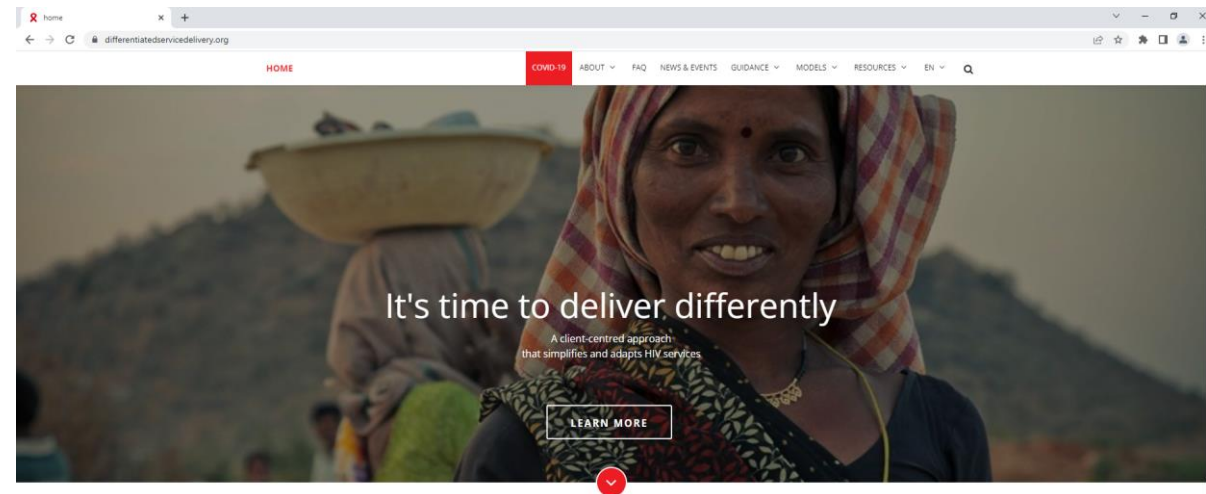 home
differentiatedservicedelivery.org
HOME COVID-19 ABOUT FAQ NEWS & EVENTS GUIDANCE MODELS RESOURCES EN
It's time to deliver differently
A client-centred approach
that simplifies and adapts HIV services
LEARN MORE